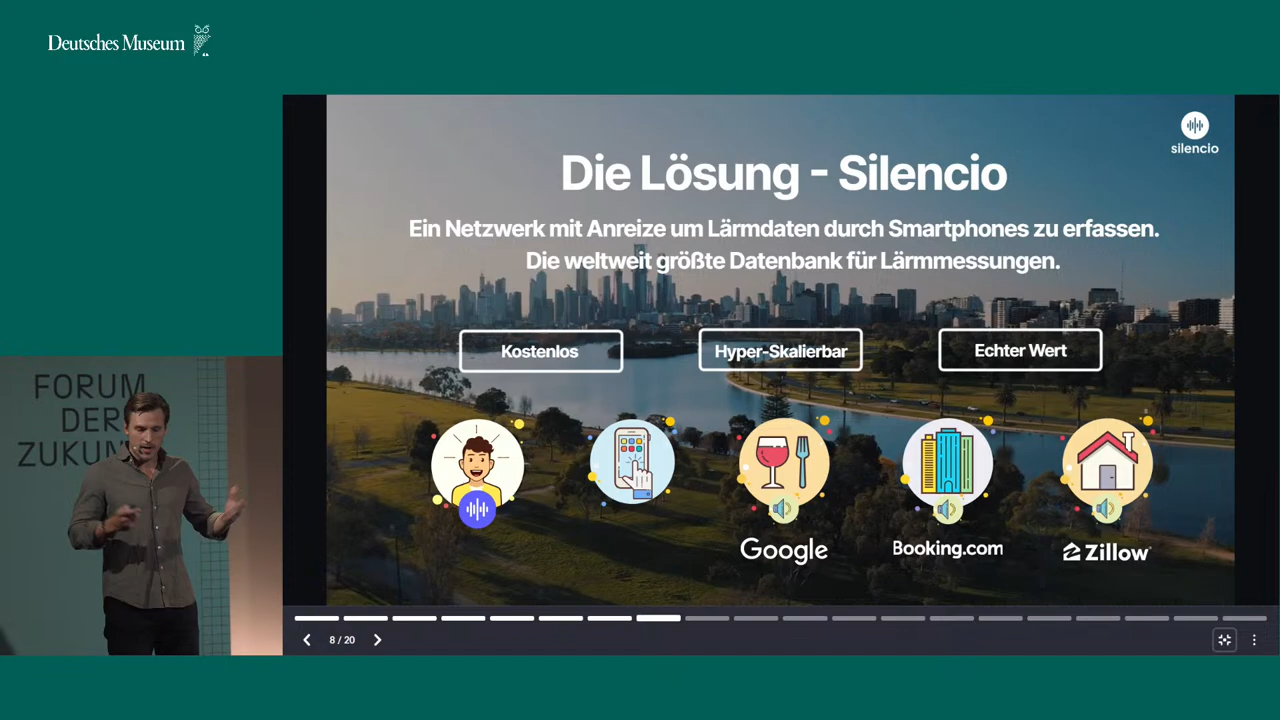 Deutsches Museum
silencio
Die Lösung - Silencio
Ein Netzwerk mit Anreize um Lärmdaten durch Smartphones zu erfassen.
Die weltweit größte Datenbank für Lärmmessungen.
Kostenlos
Hyper-Skalierbar
Echter Wert
FORUM
DER
ZUKUN
Google
Booking.com
Zillow
8 / 20